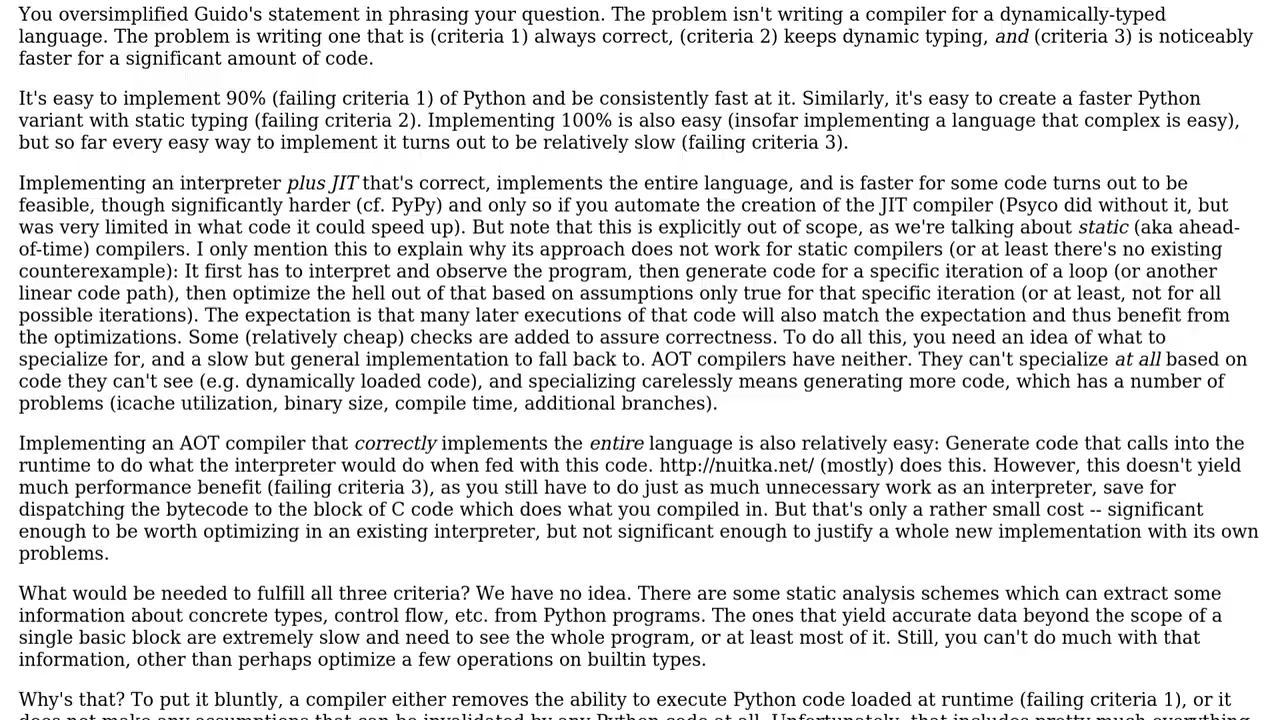 You oversimplified Guido's statement in phrasing your question. The problem isn't writing a compiler for a dynamically-typed
language. The problem is writing one that is (criteria 1) always correct, (criteria 2) keeps dynamic typing, and (criteria 3) is noticeably
faster for a significant amount of code.
It's easy to implement 90% (failing criteria 1) of Python and be consistently fast at it. Similarly, it's easy to create a faster Python
variant with static typing (failing criteria 2). Implementing 100% is also easy (insofar implementing a language that complex is easy),
but so far every easy way to implement it turns out to be relatively slow (failing criteria 3).
Implementing an interpreter plus JIT that's correct, implements the entire language, and is faster for some code turns out to be
feasible, though significantly harder (cf. PyPy) and only so if you automate the creation of the JIT compiler (Psyco did without it, but
was very limited in what code it could speed up). But note that this is explicitly out of scope, as we're talking about static (aka ahead-
of-time) compilers. I only mention this to explain why its approach does not work for static compilers (or at least there's no existing
counterexample): It first has to interpret and observe the program, then generate code for a specific iteration of a loop (or another
linear code path), then optimize the hell out of that based on assumptions only true for that specific iteration (or at least, not for all
possible iterations). The expectation is that many later executions of that code will also match the expectation and thus benefit from
the optimizations. Some (relatively cheap) checks are added to assure correctness. To do all this, you need an idea of what to
specialize for, and a slow but general implementation to fall back to. AOT compilers have neither. They can't specialize at all based on
code they can't see (e.g. dynamically loaded code), and specializing carelessly means generating more code, which has a number of
problems (icache utilization, binary size, compile time, additional branches).
Implementing an AOT compiler that correctly implements the entire language is also relatively easy: Generate code that calls into the
runtime to do what the interpreter would do when fed with this code. http://nuitka.net/ (mostly) does this. However, this doesn't yield
much performance benefit (failing criteria 3), as you still have to do just as much unnecessary work as an interpreter, save for
dispatching the bytecode to the block of C code which does what you compiled in. But that's only a rather small cost -- significant
enough to be worth optimizing in an existing interpreter, but not significant enough to justify a whole new implementation with its own
problems.
What would be needed to fulfill all three criteria? We have no idea. There are some static analysis schemes which can extract some
information about concrete types, control flow, etc. from Python programs. The ones that yield accurate data beyond the scope of a
single basic block are extremely slow and need to see the whole program, or at least most of it. Still, you can't do much with that
information, other than perhaps optimize a few operations on builtin types.
Why's that? To put it bluntly, a compiler either removes the ability to execute Python code loaded at runtime (failing criteria 1), or it
does not make any assumptions that can be invalidated by any Python code at all. Unfortunately, that includes pretty much everything